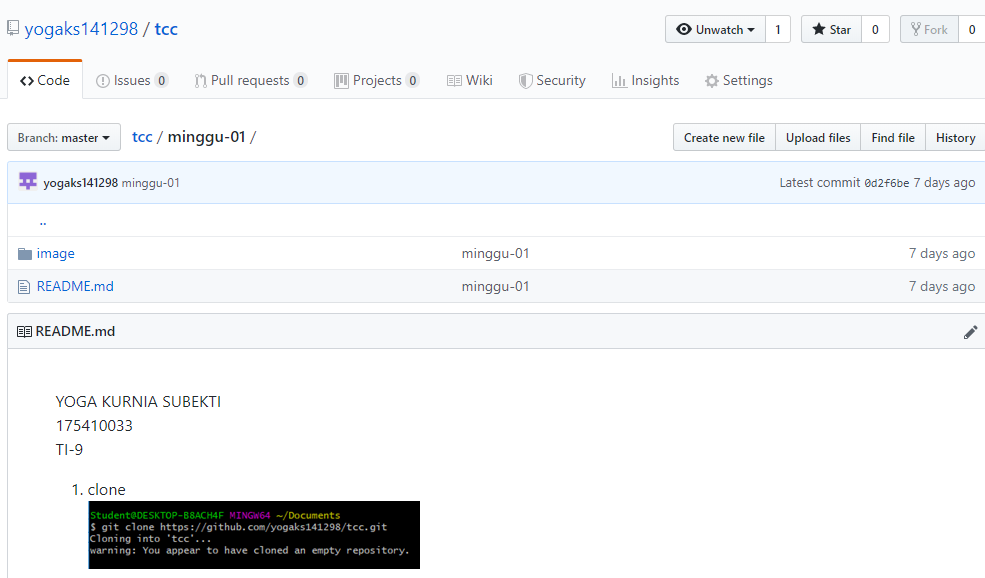 yogaks141298 / tcc
Unwatch 1 Star 0 Fork 0
Code Issues 0 Pull requests 0 Projects 0 Wiki Security Insights Settings
Branch: master tcc / minggu-01 / Create new file Upload files Find file History
yogaks141298 minggu-01 Latest commit 0d2f6be 7 days ago
..
image minggu-01 7 days ago
README.md minggu-01 7 days ago
README.md
YOGA KURNIA SUBEKTI
175410033
TI-9
1. clone
Student@DESKTOP-B8ACH4F MINGW64 ~/Documents
$ git clone https://github.com/yogaks141298/tcc.git
Cloning into 'tcc'...
warning: You appear to have cloned an empty repository.